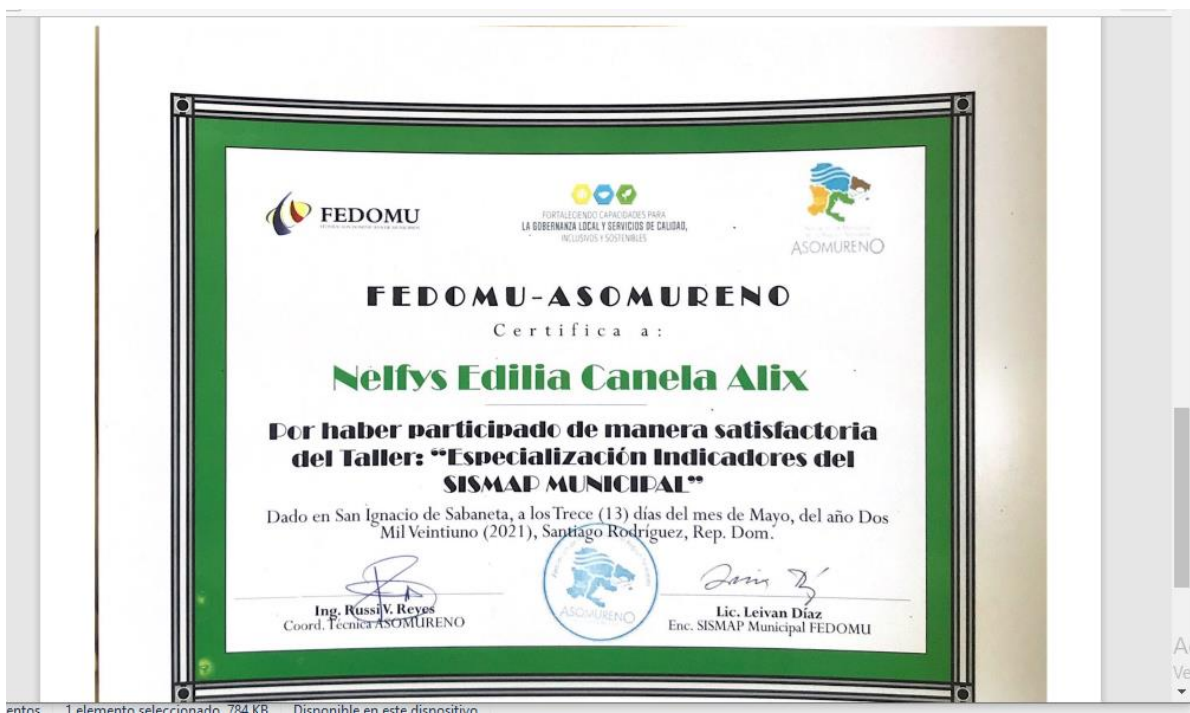 FEDOMU
FORTALECIENDO CAPACIDADES PARA
LA GOBERNANZA LOCAL Y SERVICIOS DE CALIDAD,
INCLUSIVOS Y SOSTENIBLES
ASOMURENO
FEDOMU-ASOMURENO
Certifica a:
Nelfys Edilia Canela Alix
Por haber participado de manera satisfactoria
del Taller: “Especialización Indicadores del
SISMAP MUNICIPAL”
Dado en San Ignacio de Sabaneta, a los Trece (13) días del mes de Mayo, del año Dos
Mil Veintiuno (2021), Santiago Rodríguez, Rep. Dom.
ASOMURENO
Ing. Russi V. Reyes
Coord. Técnica ASOMURENO
Lic. Leivan Díaz
Enc. SISMAP Municipal FEDOMU
1 elemento seleccionado 784 KB
Disponible en este dispositivo